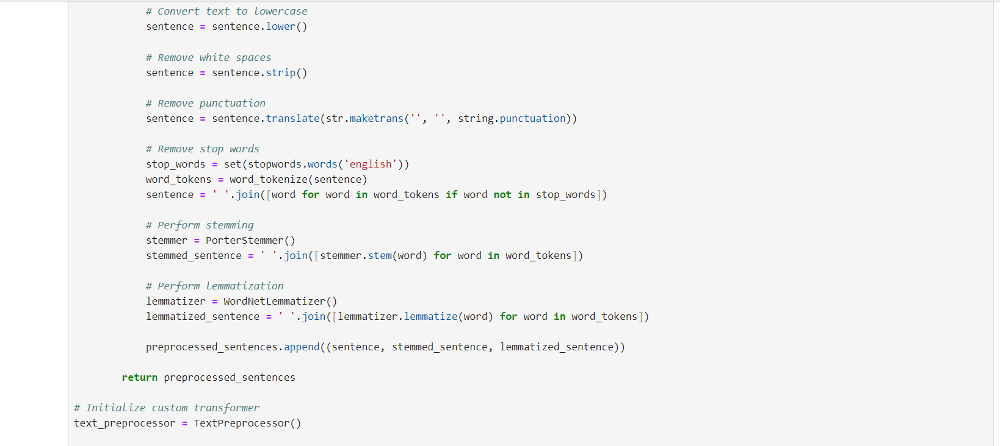 # Convert text to lowercase
sentence = sentence.lower()
# Remove white spaces
sentence = sentence.strip()
# Remove punctuation
sentence = sentence.translate(str.maketrans('', '', string.punctuation))
# Remove stop words
stop_words = set(stopwords.words('english'))
word_tokens = word_tokenize(sentence)
sentence = ' '.join([word for word in word_tokens if word not in stop_words])
# Perform stemming
stemmer = PorterStemmer()
stemmed_sentence = ' '.join([stemmer.stem(word) for word in word_tokens])
# Perform lemmatization
lemmatizer = WordNetLemmatizer()
lemmatized_sentence = ' '.join([lemmatizer.lemmatize(word) for word in word_tokens])
preprocessed_sentences.append((sentence, stemmed_sentence, lemmatized_sentence))
return preprocessed_sentences
# Initialize custom transformer
text_preprocessor = TextPreprocessor()